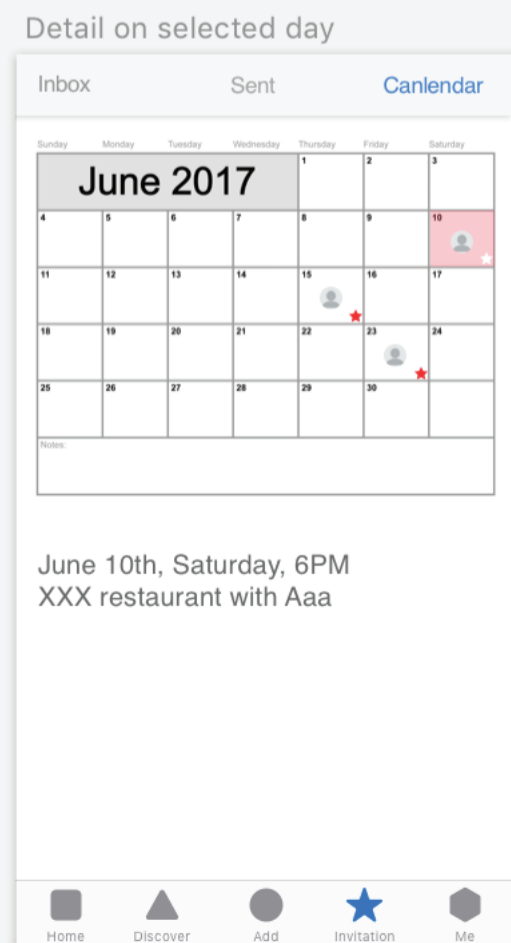 Detail on selected day
Inbox Sent Canlendar
Sunday Monday Tuesday Wednesday Thursday Friday Saturday
June 2017 1 2 3
4 5 6 7 8 9 10
11 12 13 14 15 16 17
18 19 20 21 22 23 24
25 26 27 28 29 30
Notes:
June 10th, Saturday, 6PM
XXX restaurant with Aaa
Home Discover Add Invitation Me